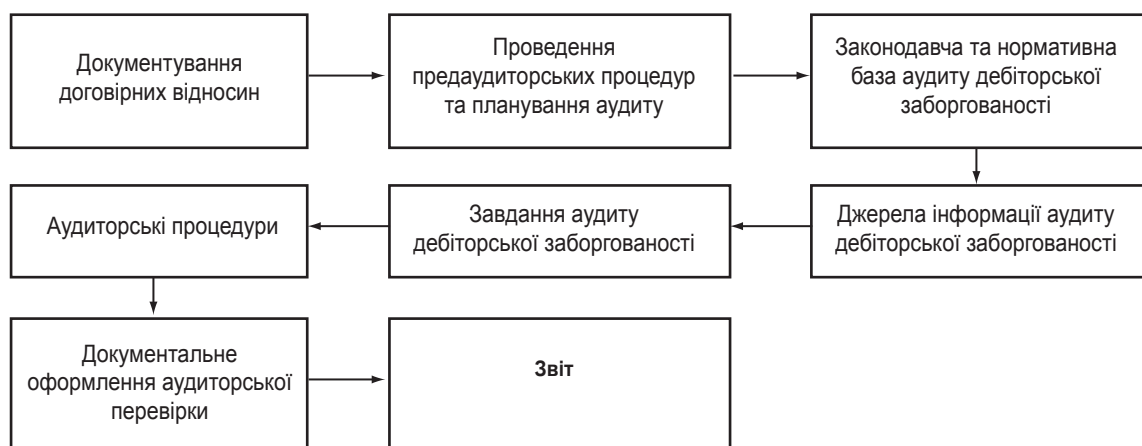 Документування
договірних відносин
Проведення
предаудиторських процедур
та планування аудиту
Законодавча та нормативна
база аудиту дебіторської
заборгованості
Аудиторські процедури
Завдання аудиту
дебіторської заборгованості
Джерела інформації аудиту
дебіторської заборгованості
Документальне
оформлення аудиторської
перевірки
Звіт